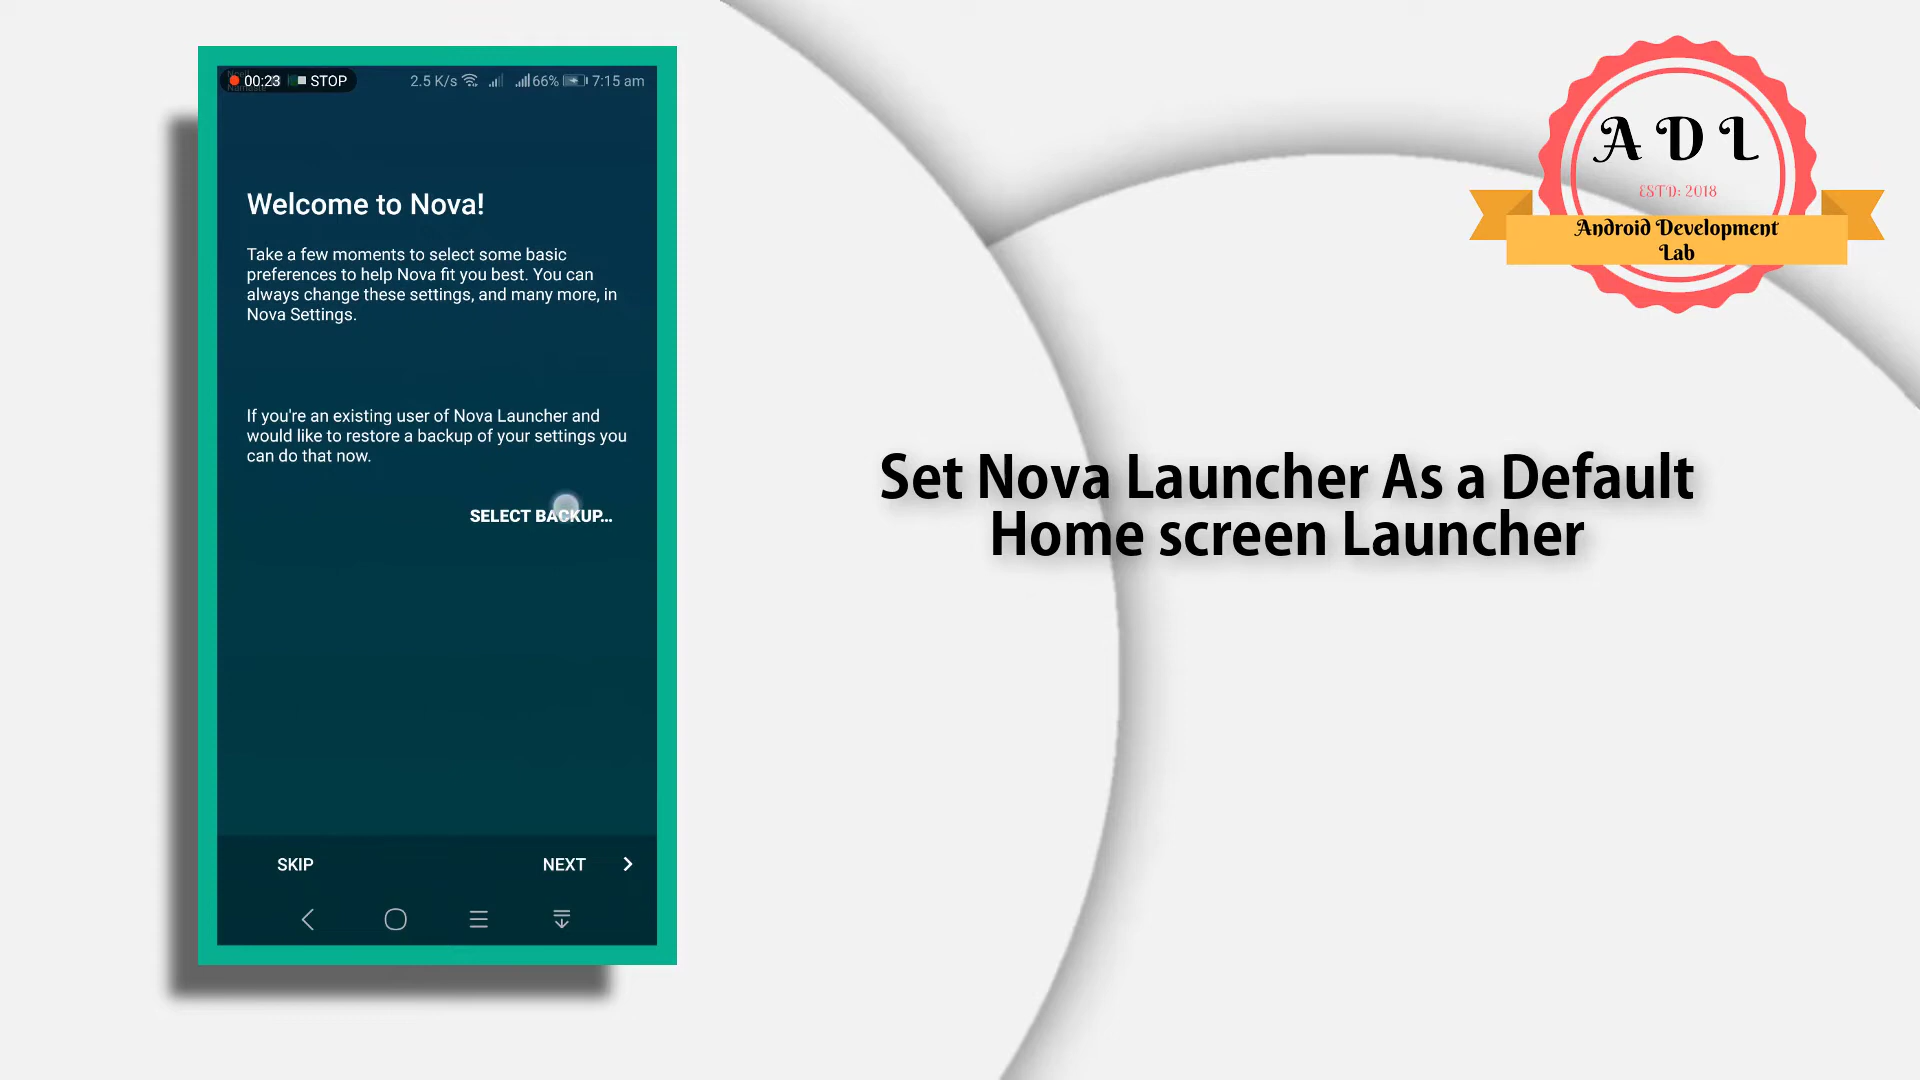 00:23 STOP 2.5 K/s 66% 7:15 am
Welcome to Nova!
Take a few moments to select some basic
preferences to help Nova fit you best. You can
always change these settings, and many more, in
Nova Settings.
If you're an existing user of Nova Launcher and
would like to restore a backup of your settings you
can do that now.
SELECT BACKUP...
SKIP NEXT
A D L
ESTD: 2018
Android Development
Lab
Set Nova Launcher As a Default
Home screen Launcher